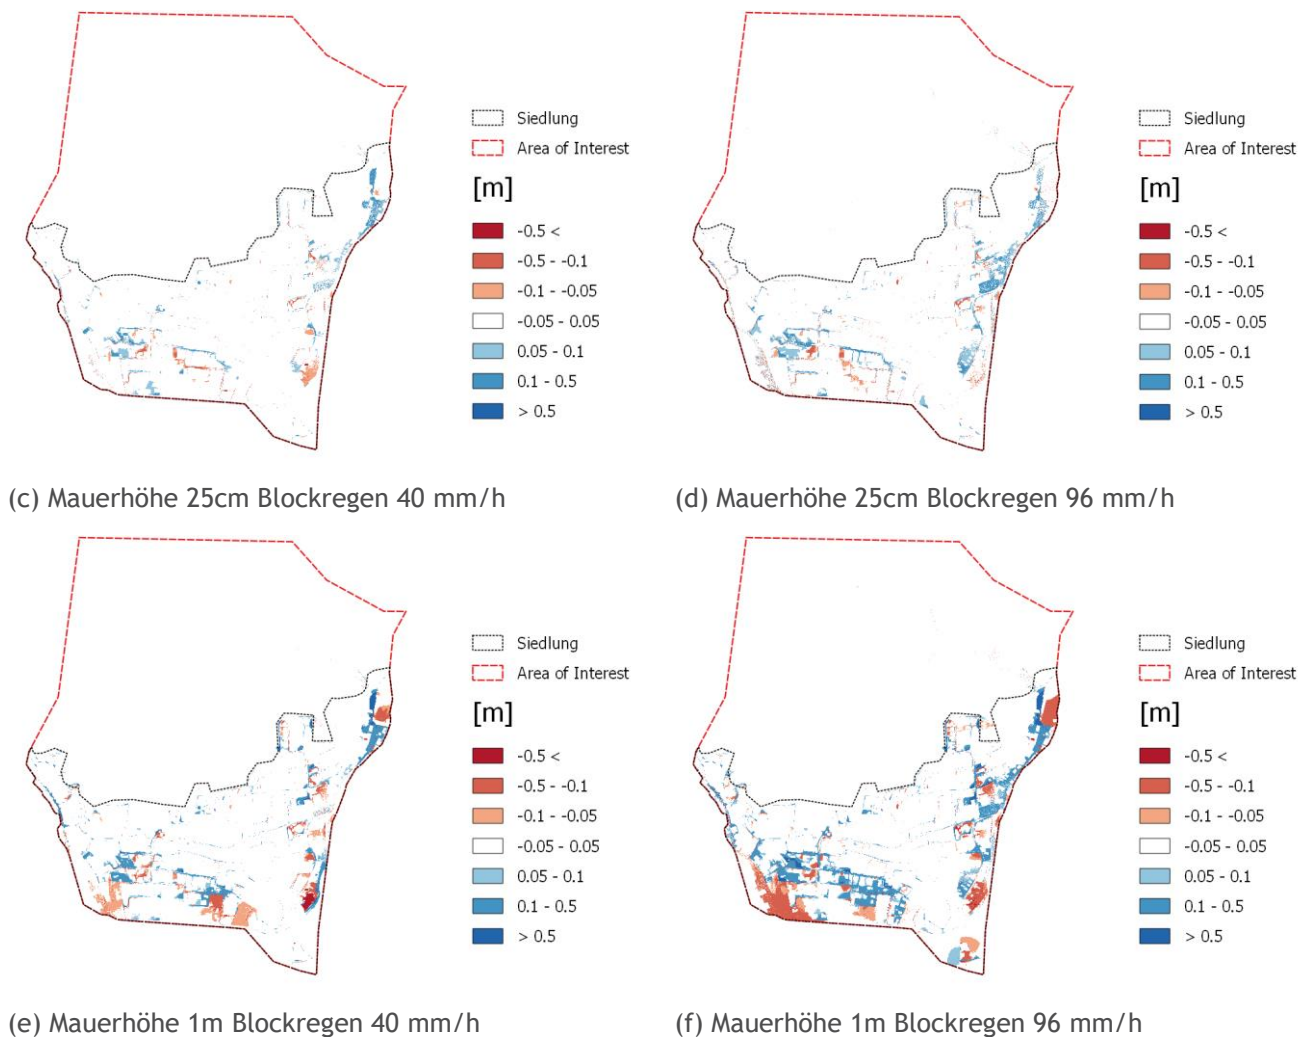 Siedlung
Area of Interest
[m]
-0.5 <
-0.5 - -0.1
-0.1 - -0.05
-0.05 - 0.05
0.05 - 0.1
0.1 - 0.5
> 0.5
Siedlung
Area of Interest
[m]
-0.5 <
-0.5 - -0.1
-0.1 - -0.05
-0.05 - 0.05
0.05 - 0.1
0.1 - 0.5
> 0.5
(c) Mauerhöhe 25cm Blockregen 40 mm/h
(d) Mauerhöhe 25cm Blockregen 96 mm/h
Siedlung
Area of Interest
[m]
-0.5 <
-0.5 - -0.1
-0.1 - -0.05
-0.05 - 0.05
0.05 - 0.1
0.1 - 0.5
> 0.5
Siedlung
Area of Interest
[m]
-0.5 <
-0.5 - -0.1
-0.1 - -0.05
-0.05 - 0.05
0.05 - 0.1
0.1 - 0.5
> 0.5
(e) Mauerhöhe 1m Blockregen 40 mm/h
(f) Mauerhöhe 1m Blockregen 96 mm/h